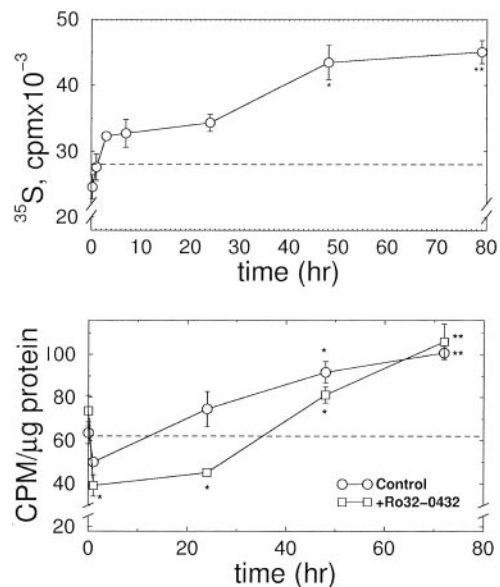 50
40
30
20
³⁵S, cpmx10⁻³
*
**
0 10 20 30 40 50 60 70 80
time (hr)
100
80
60
40
20
CPM/µg protein
*
**
**
*
*
*
Control
+Ro32-0432
0 20 40 60 80
time (hr)